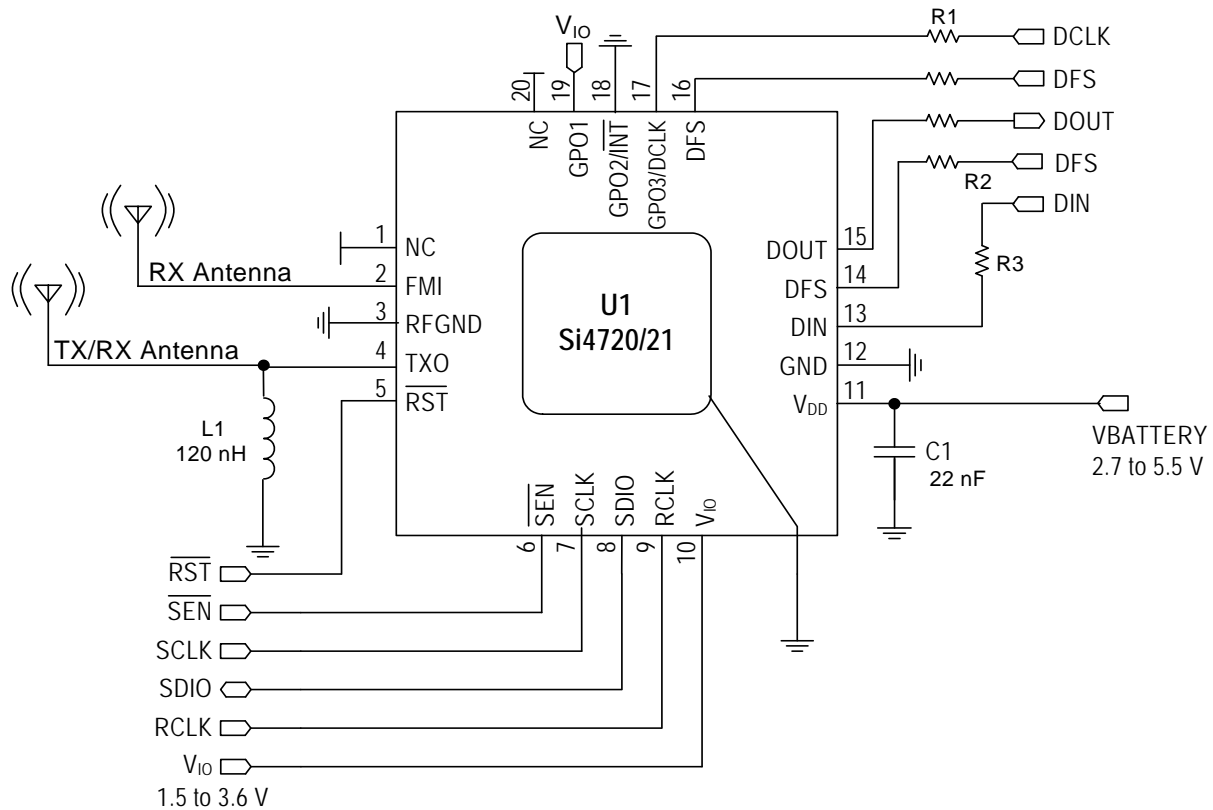 V_IO
R1
DCLK
DFS
DOUT
DFS
R2
DIN
R3
20
19
18
17
16
NC
GPO1
GPO2/INT
GPO3/DCLK
DFS
RX Antenna
TX/RX Antenna
1
NC
2
FMI
3
RFGND
4
TXO
5
RST
U1
Si4720/21
DOUT
15
DFS
14
DIN
13
GND
12
V_DD
11
L1
120 nH
C1
22 nF
VBATTERY
2.7 to 5.5 V
SEN
SCLK
SDIO
RCLK
V_IO
6
7
8
9
10
RST
SEN
SCLK
SDIO
RCLK
V_IO
1.5 to 3.6 V